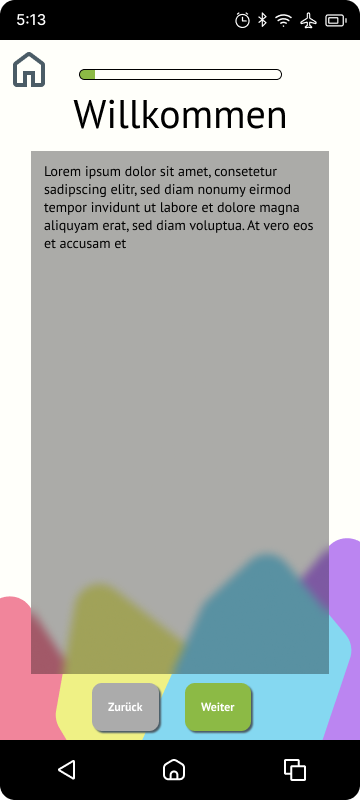 5:13
Willkommen
Lorem ipsum dolor sit amet, consetetur
sadipscing elitr, sed diam nonumy eirmod
tempor invidunt ut labore et dolore magna
aliquyam erat, sed diam voluptua. At vero eos
et accusam et
Zurück
Weiter